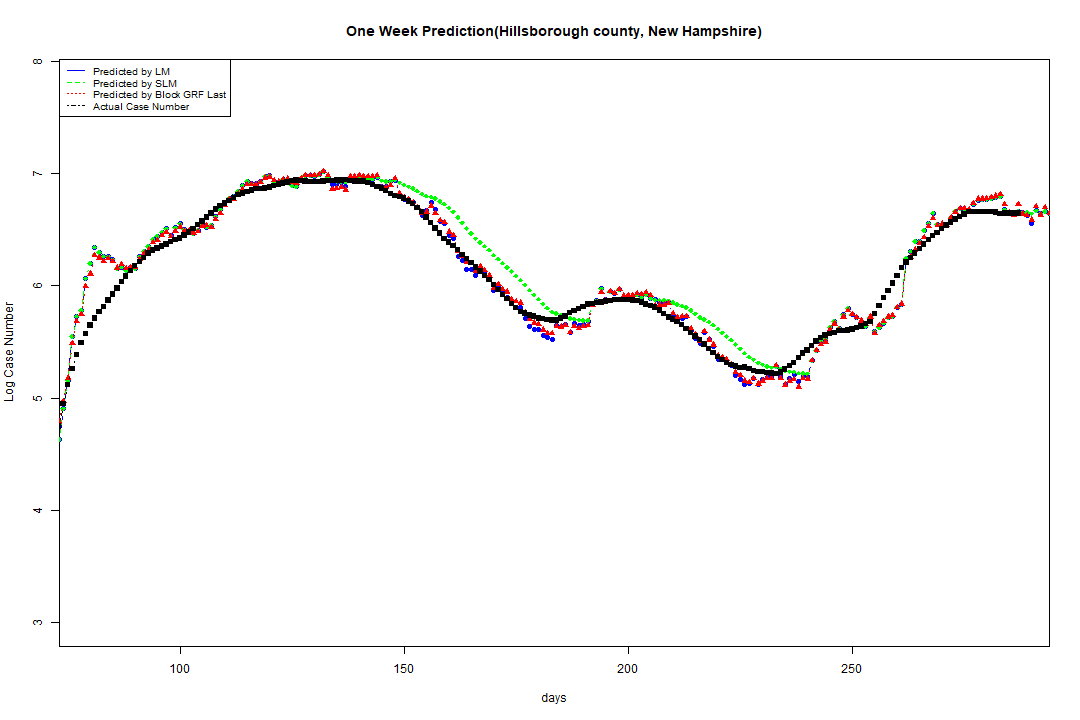 One Week Prediction(Hillsborough county, New Hampshire)
Predicted by LM
Predicted by SLM
Predicted by Block GRF Last
Actual Case Number
8
7
6
5
4
3
Log Case Number
100 150 200 250
days